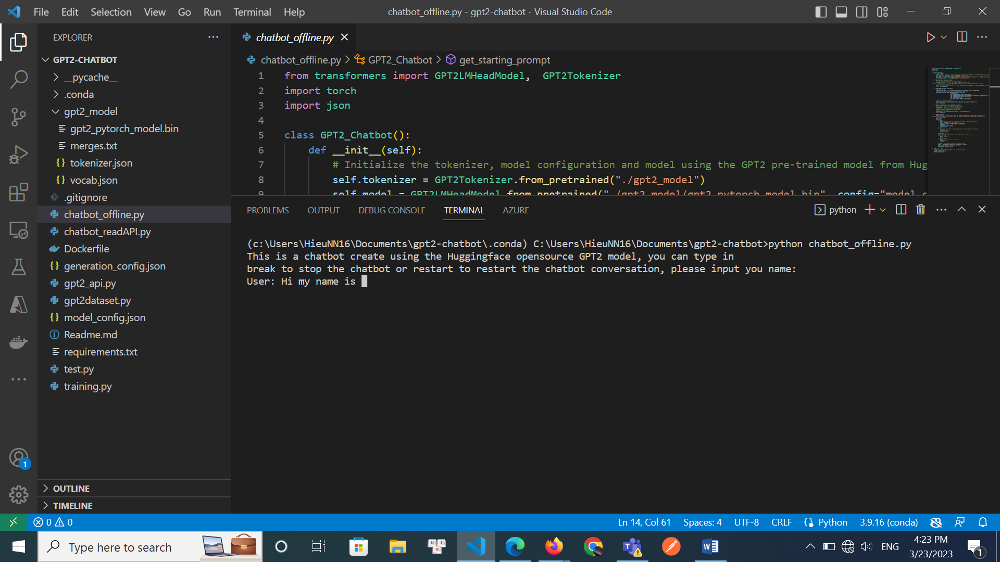 File Edit Selection View Go Run Terminal Help
chatbot_offline.py - gpt2-chatbot - Visual Studio Code
EXPLORER
GPT2-CHATBOT
__pycache__
.conda
gpt2_model
gpt2_pytorch_model.bin
merges.txt
tokenizer.json
vocab.json
.gitignore
chatbot_offline.py
chatbot_readAPI.py
Dockerfile
generation_config.json
gpt2_api.py
gpt2dataset.py
model_config.json
Readme.md
requirements.txt
test.py
training.py
OUTLINE
TIMELINE
chatbot_offline.py
chatbot_offline.py > GPT2_Chatbot > get_starting_prompt
1 from transformers import GPT2LMHeadModel,  GPT2Tokenizer
2 import torch
3 import json
4
5 class GPT2_Chatbot():
6 def __init__(self):
7 # Initialize the tokenizer, model configuration and model using the GPT2 pre-trained model from Hug
8 self.tokenizer = GPT2Tokenizer.from_pretrained("./gpt2_model")
9 self.model = GPT2LMHeadModel.from_pretrained("./gpt2_model/gpt2_pytorch_model.bin", config="model_c
PROBLEMS OUTPUT DEBUG CONSOLE TERMINAL AZURE
python
(c:\Users\HieuNN16\Documents\gpt2-chatbot\.conda) C:\Users\HieuNN16\Documents\gpt2-chatbot>python chatbot_offline.py
This is a chatbot create using the Huggingface opensource GPT2 model, you can type in
break to stop the chatbot or restart to restart the chatbot conversation, please input you name:
User: Hi my name is
1
0 0
Ln 14, Col 61 Spaces: 4 UTF-8 CRLF Python 3.9.16 (conda)
Type here to search
ENG
4:23 PM
3/23/2023
1